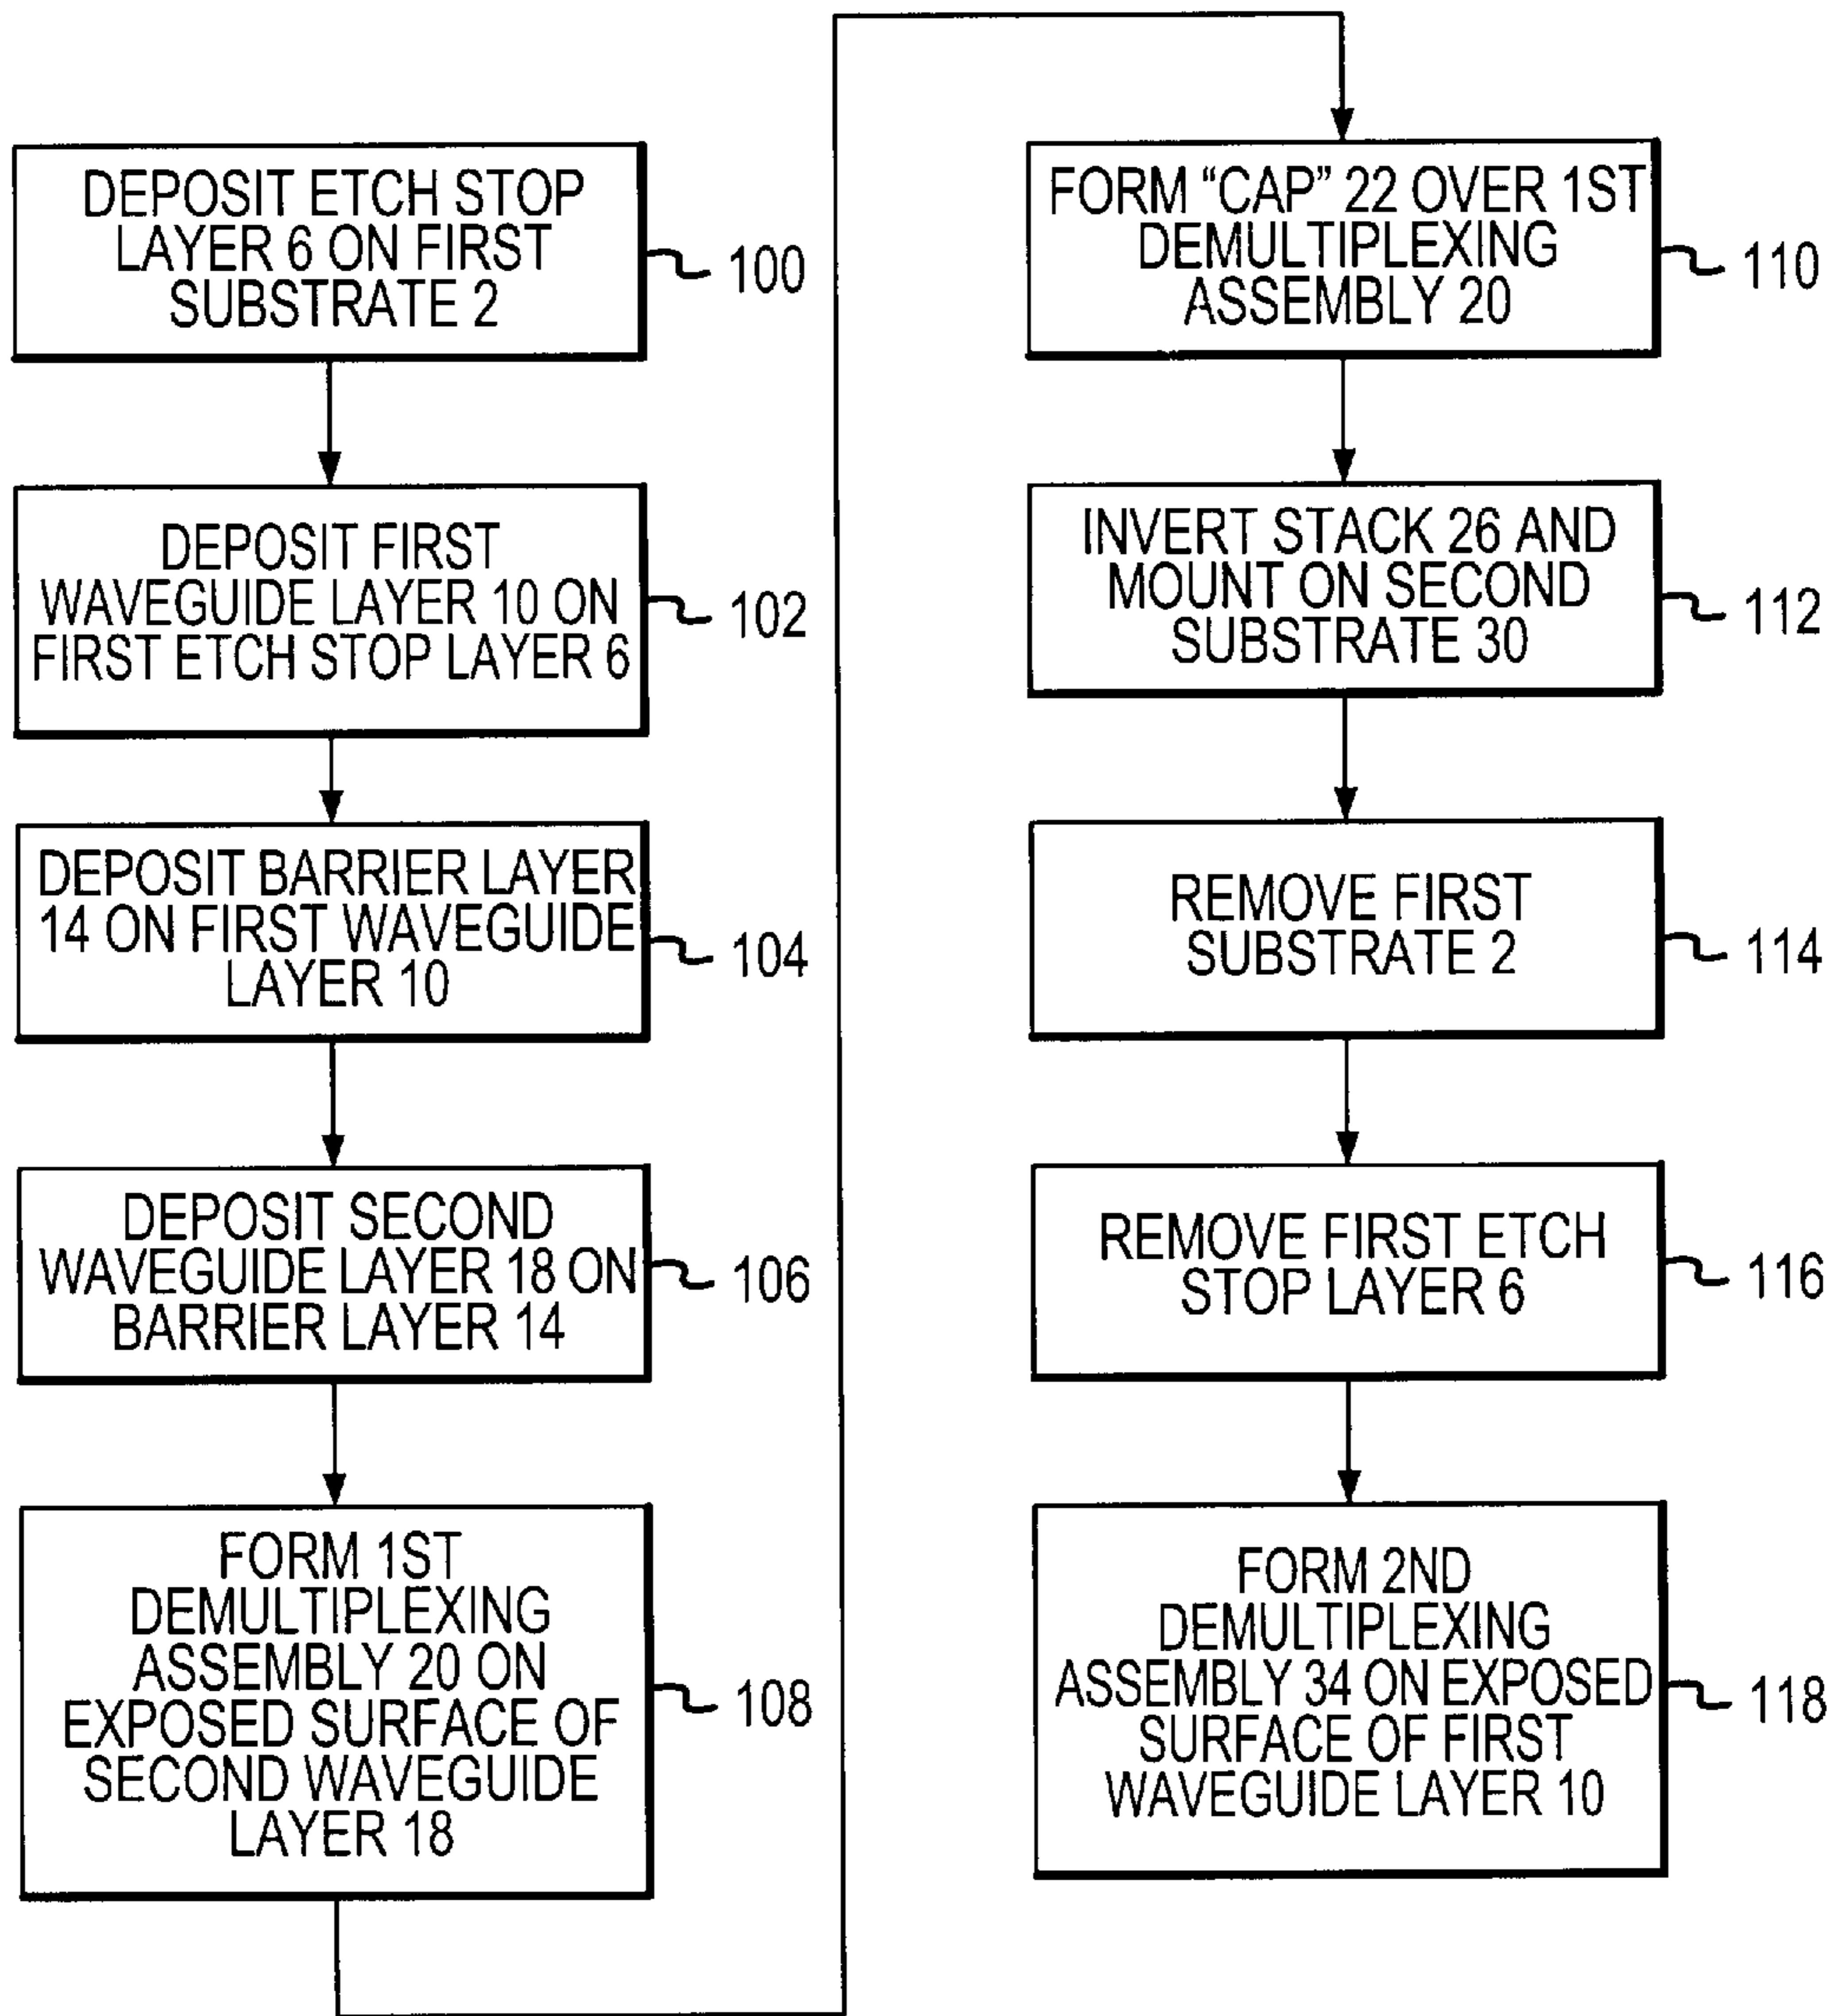 DEPOSIT ETCH STOP
LAYER 6 ON FIRST
SUBSTRATE 2
100
DEPOSIT FIRST
WAVEGUIDE LAYER 10 ON
FIRST ETCH STOP LAYER 6
102
DEPOSIT BARRIER LAYER
14 ON FIRST WAVEGUIDE
LAYER 10
104
DEPOSIT SECOND
WAVEGUIDE LAYER 18 ON
BARRIER LAYER 14
106
FORM 1ST
DEMULTIPLEXING
ASSEMBLY 20 ON
EXPOSED SURFACE OF
SECOND WAVEGUIDE
LAYER 18
108
FORM “CAP” 22 OVER 1ST
DEMULTIPLEXING
ASSEMBLY 20
110
INVERT STACK 26 AND
MOUNT ON SECOND
SUBSTRATE 30
112
REMOVE FIRST
SUBSTRATE 2
114
REMOVE FIRST ETCH
STOP LAYER 6
116
FORM 2ND
DEMULTIPLEXING
ASSEMBLY 34 ON EXPOSED
SURFACE OF FIRST
WAVEGUIDE LAYER 10
118